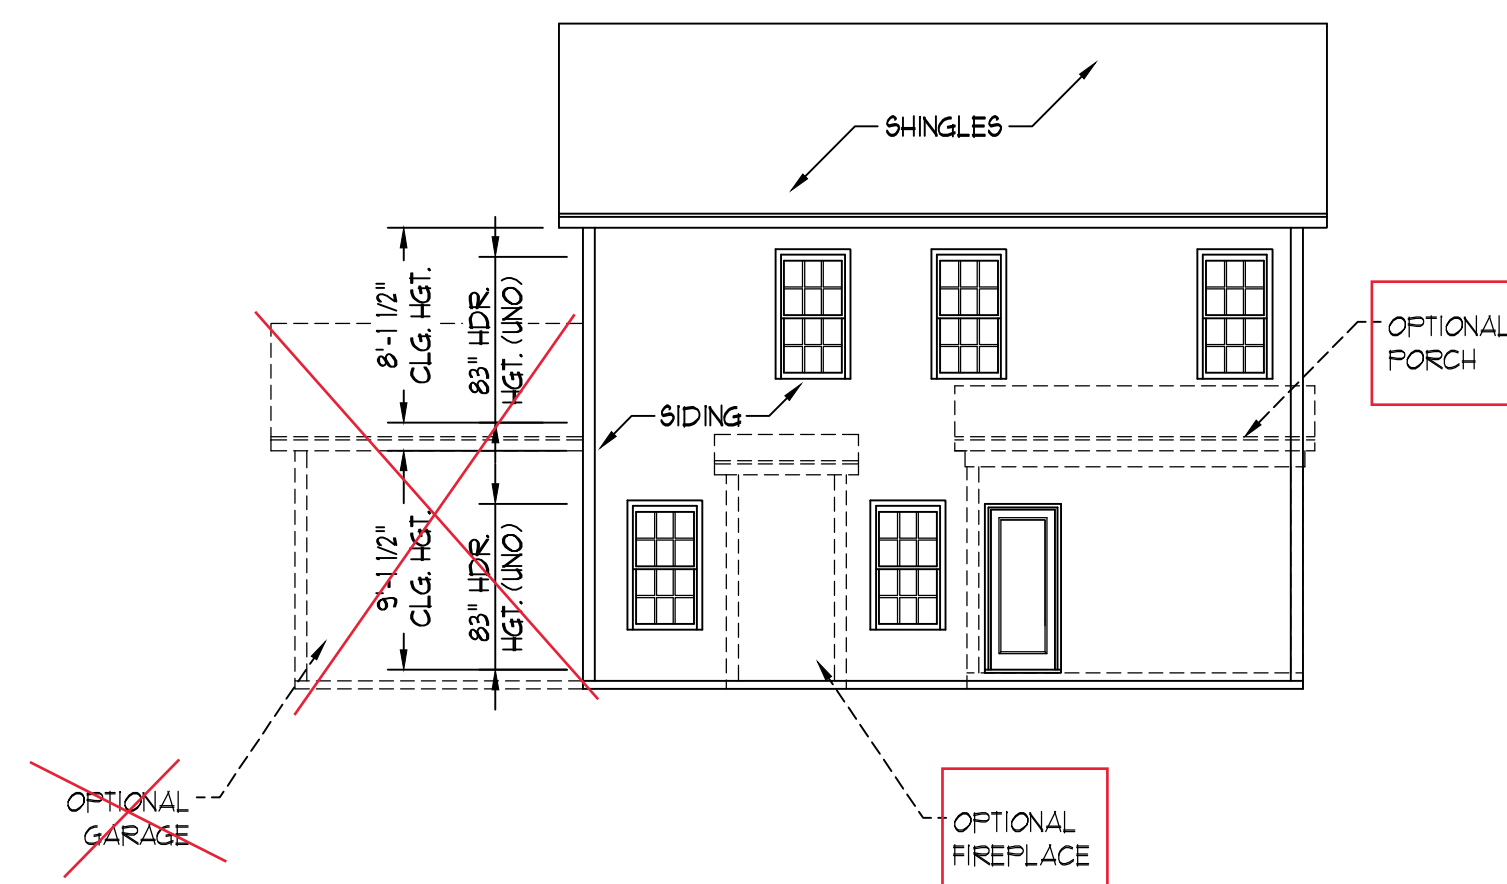 SHINGLES
8'-1 1/2"
CLG. HGT.
83" HDR.
HGT. (UNO)
OPTIONAL
PORCH
SIDING
9'-1 1/2"
CLG. HGT.
83" HDR.
HGT. (UNO)
OPTIONAL
GARAGE
OPTIONAL
FIREPLACE